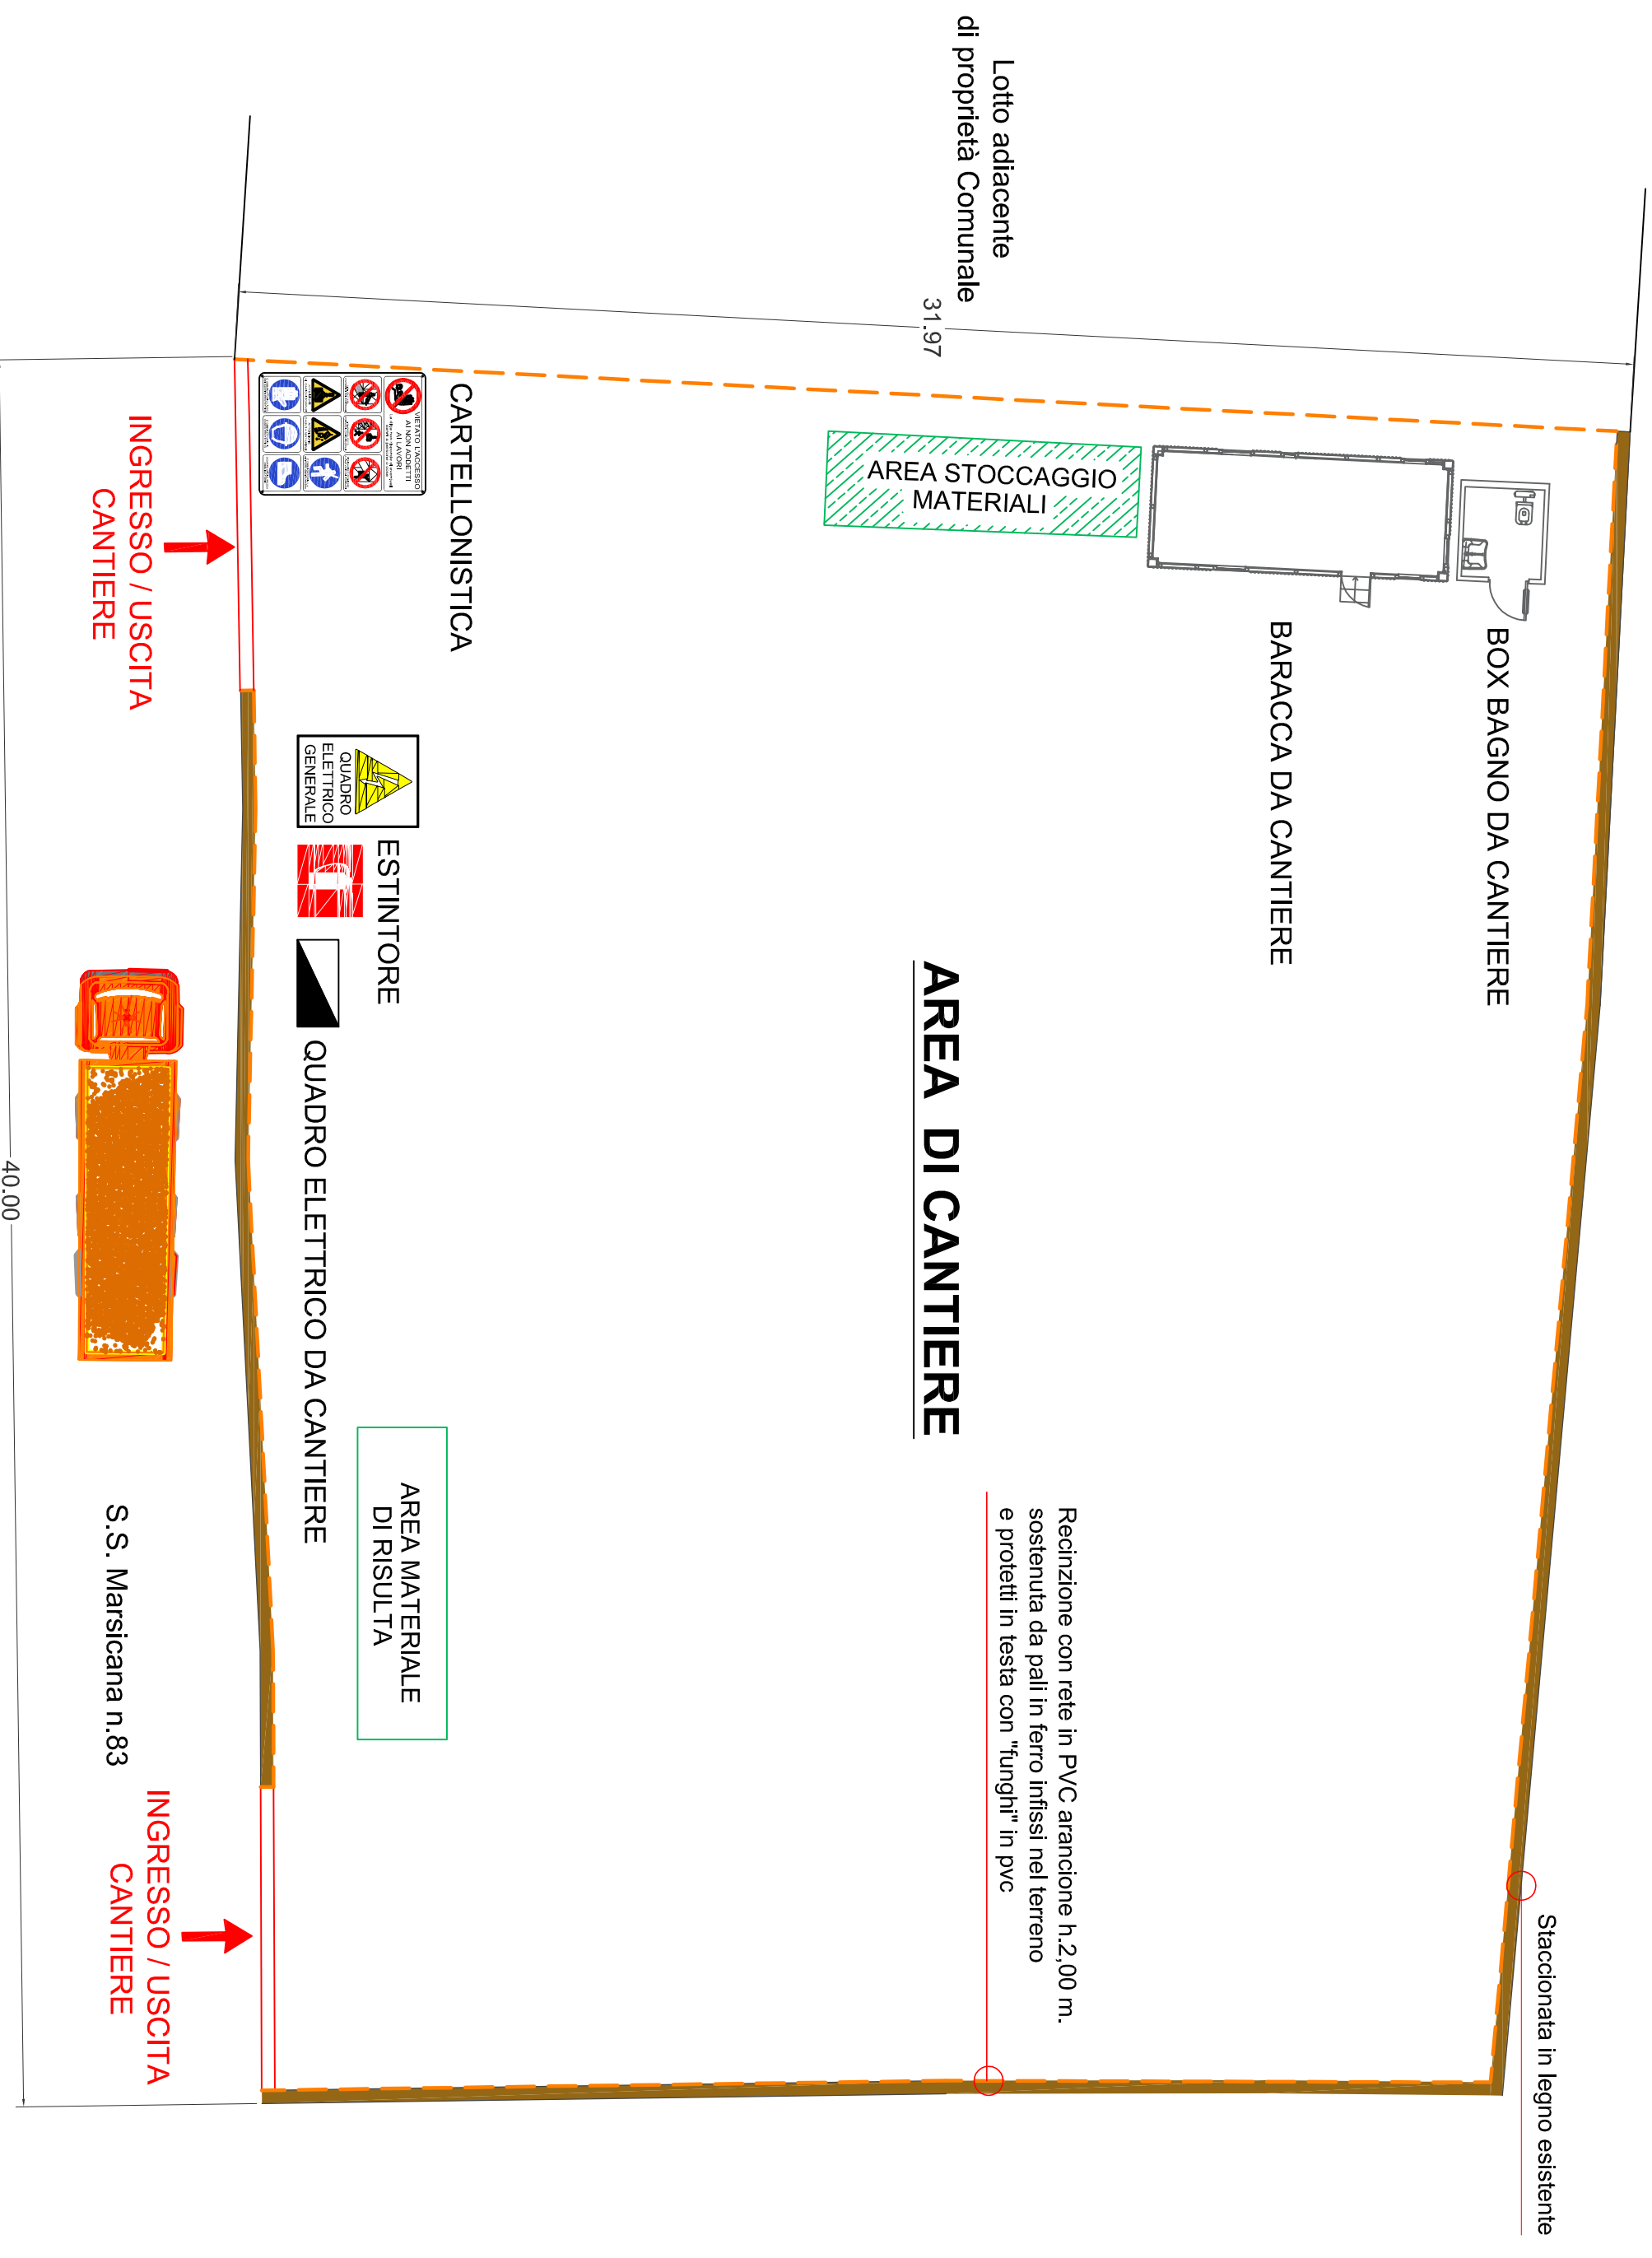 Staccionata in legno esistente
BOX BAGNO DA CANTIERE
BARACCA DA CANTIERE
Lotto adiacente
di proprietà Comunale
31.97
AREA STOCCAGGIO
MATERIALI
AREA DI CANTIERE
Recinzione con rete in PVC arancione h.2,00 m.
sostenuta da pali in ferro infissi nel terreno
e protetti in testa con "funghi" in pvc
CARTELLONISTICA
VIETATO L'ACCESSO
AI NON ADDETTI
AI LAVORI
ESTINTORE
QUADRO
ELETTRICO
GENERALE
QUADRO ELETTRICO DA CANTIERE
AREA MATERIALE
DI RISULTA
INGRESSO / USCITA
CANTIERE
S.S. Marsicana n.83
INGRESSO / USCITA
CANTIERE
40.00